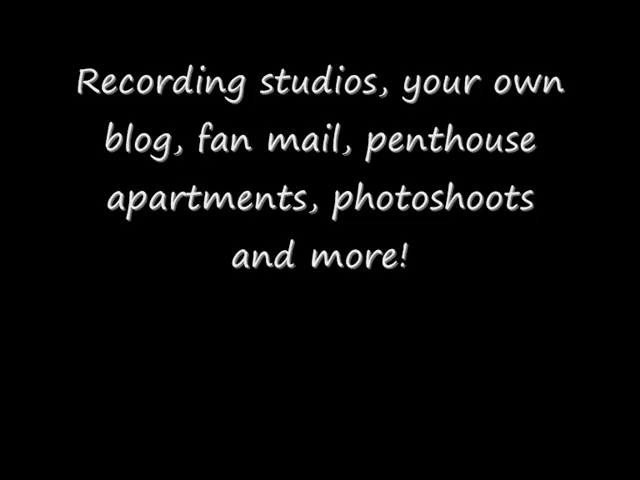 Recording studios, your own
blog, fan mail, penthouse
apartments, photoshoots
and more!